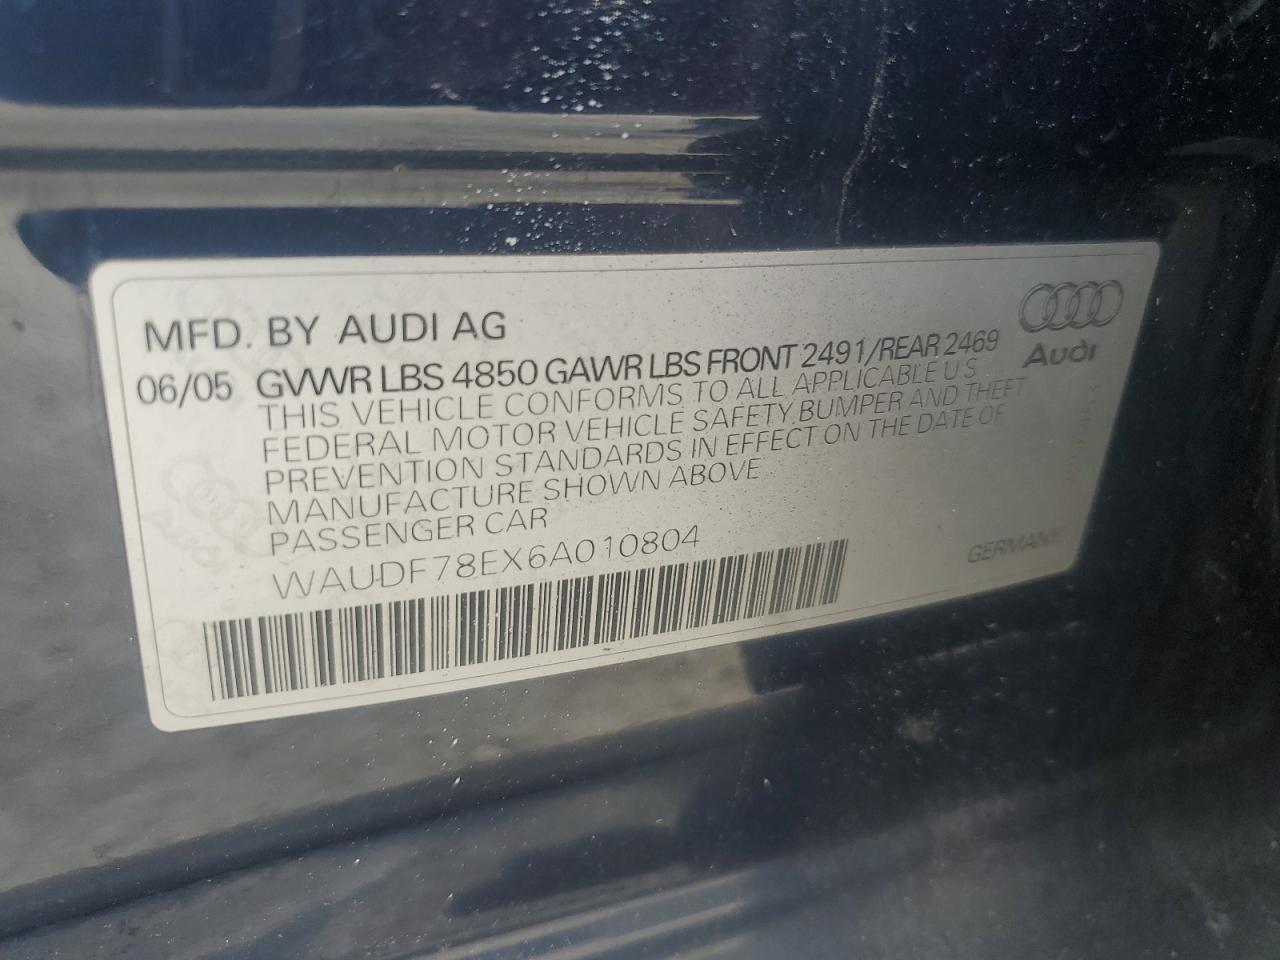 MFD. BY AUDI AG
06/05 GVWR LBS 4850 GAWR LBS FRONT 2491/REAR 2469
THIS VEHICLE CONFORMS TO ALL APPLICABLE U S
FEDERAL MOTOR VEHICLE SAFETY, BUMPER AND THEFT
PREVENTION STANDARDS IN EFFECT ON THE DATE OF
MANUFACTURE SHOWN ABOVE
PASSENGER CAR
WAUDF78EX6A010804
Audi
GERMANY